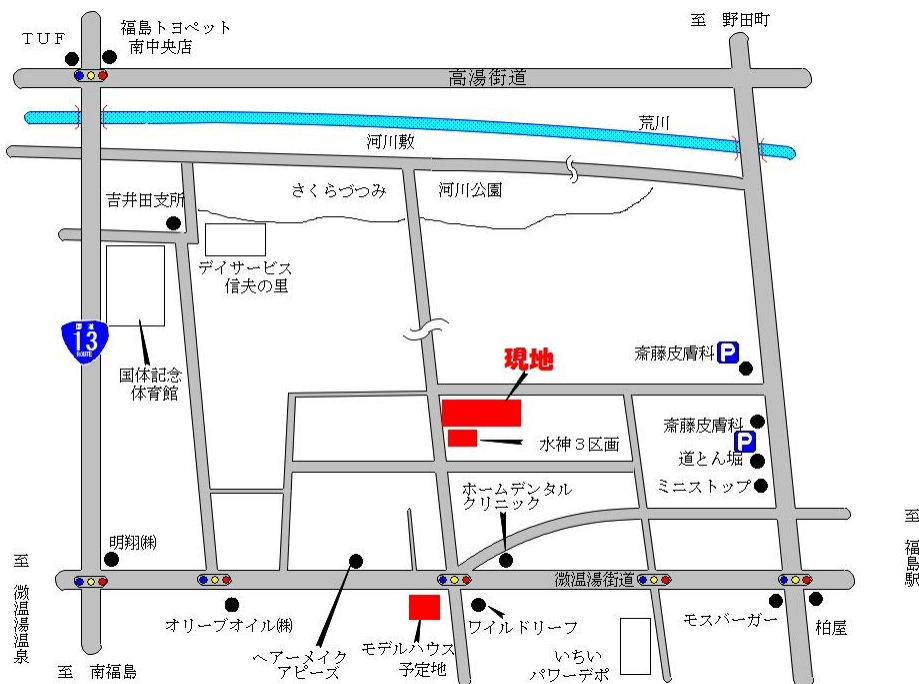 至 野田町
福島トヨペット
南中央店
ＴＵＦ
高湯街道
荒川
河川敷
さくらづつみ
河川公園
吉井田支所
デイサービス
信夫の里
国道
13
ROUTE
国体記念
体育館
現地
斎藤皮膚科
P
斎藤皮膚科
P
水神３区画
道とん堀
ミニストップ
ホームデンタル
クリニック
明翔㈱
至 福島駅
至 微温湯温泉
微温湯街道
オリーブオイル㈱
ヘアーメイク
アピーズ
モデルハウス
予定地
ワイルドリーフ
いちい
パワーデポ
モスバーガー
柏屋
至 南福島